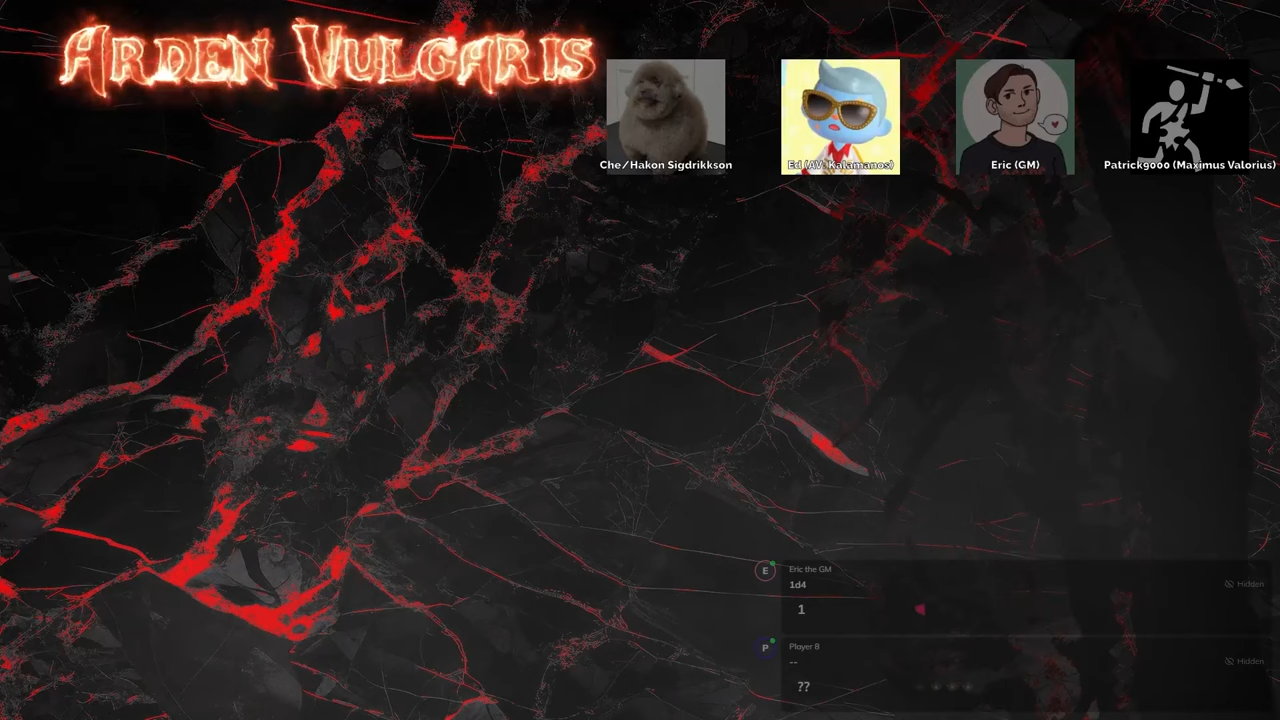 Arden Vulgaris
Che/Hakon Sigdrikkson
Ed (AV: Kalamanos)
Eric (GM)
Patrick9000 (Maximus Valorius)
E
Eric the GM
1d4
Hidden
1
P
Player 8
--
Hidden
??